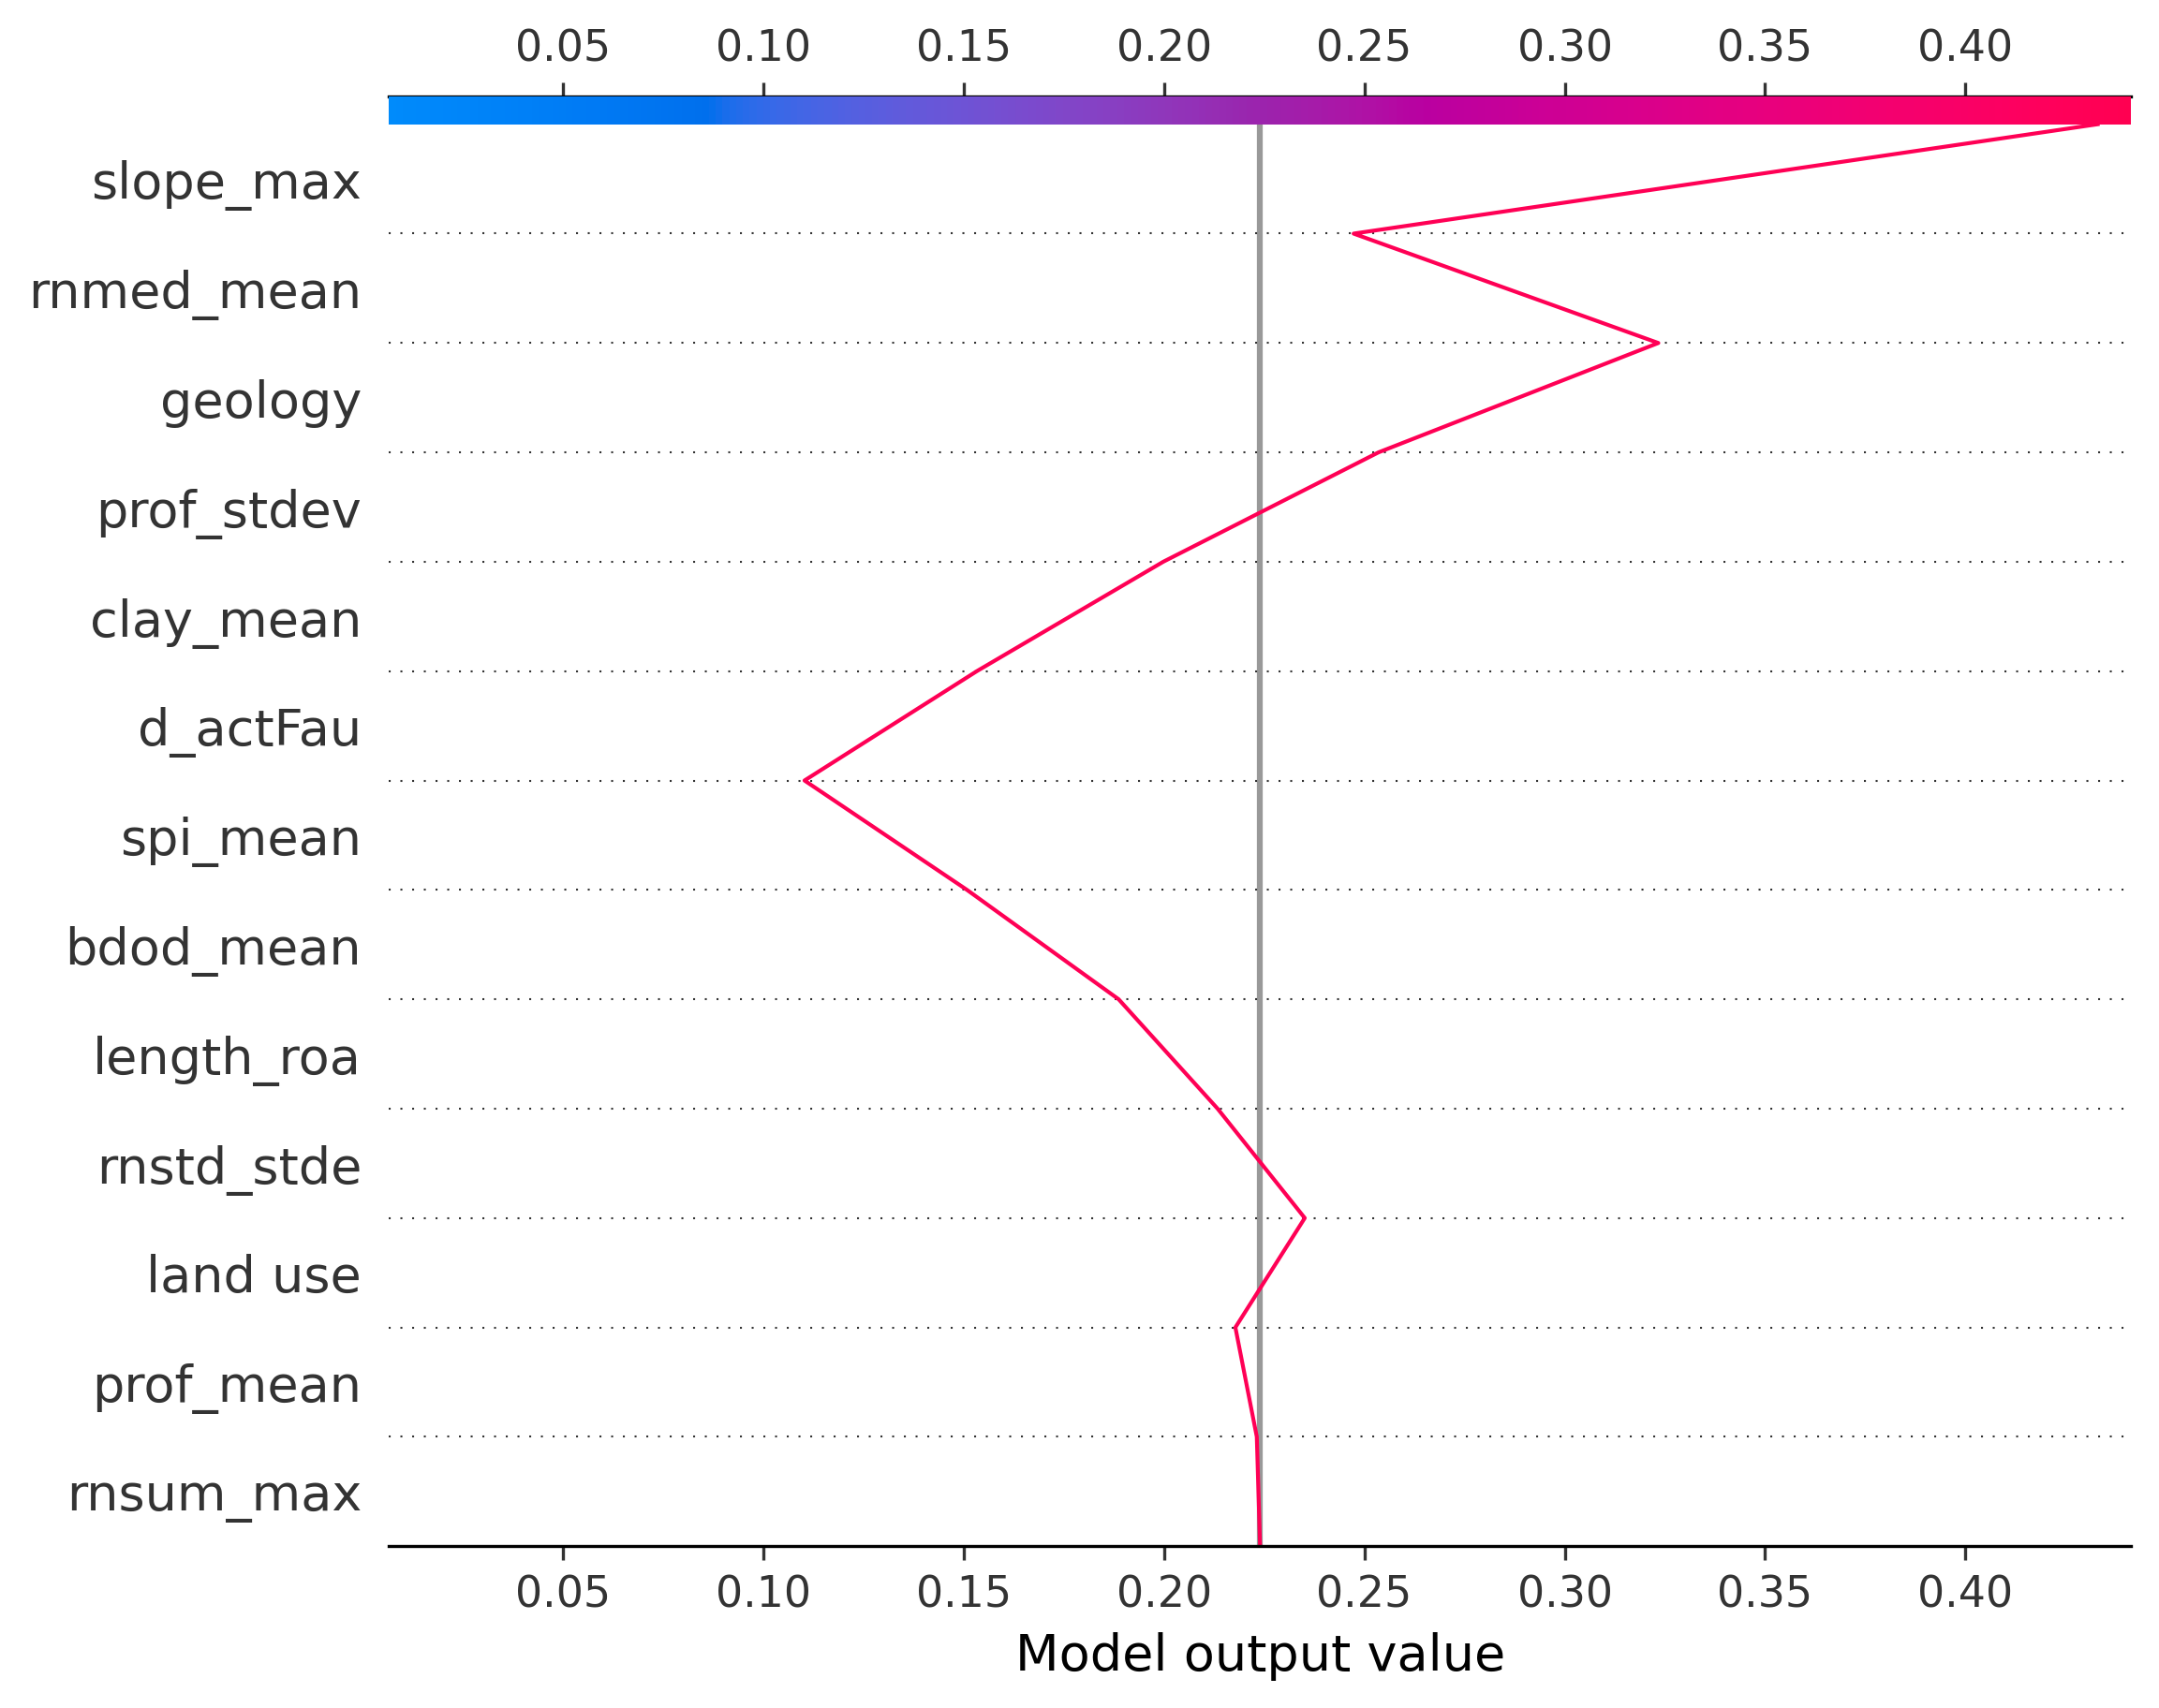 0.05 0.10 0.15 0.20 0.25 0.30 0.35 0.40
slope_max
rnmed_mean
geology
prof_stdev
clay_mean
d_actFau
spi_mean
bdod_mean
length_roa
rnstd_stde
land use
prof_mean
rnsum_max
0.05 0.10 0.15 0.20 0.25 0.30 0.35 0.40
Model output value